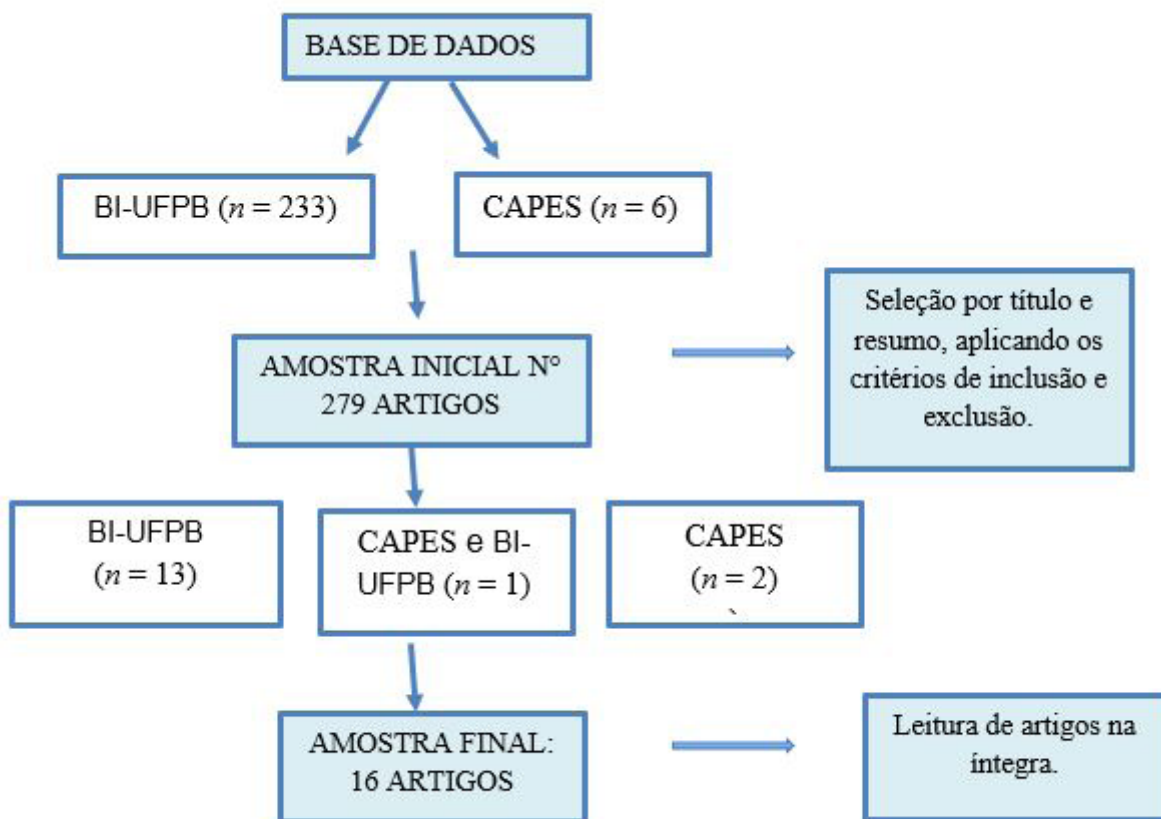 BASE DE DADOS
BI-UFPB (n = 233)
CAPES (n = 6)
AMOSTRA INICIAL N°
279 ARTIGOS
Seleção por título e
resumo, aplicando os
critérios de inclusão e
exclusão.
BI-UFPB
(n = 13)
CAPES e BI-
UFPB (n = 1)
CAPES
(n = 2)
`
AMOSTRA FINAL:
16 ARTIGOS
Leitura de artigos na
íntegra.